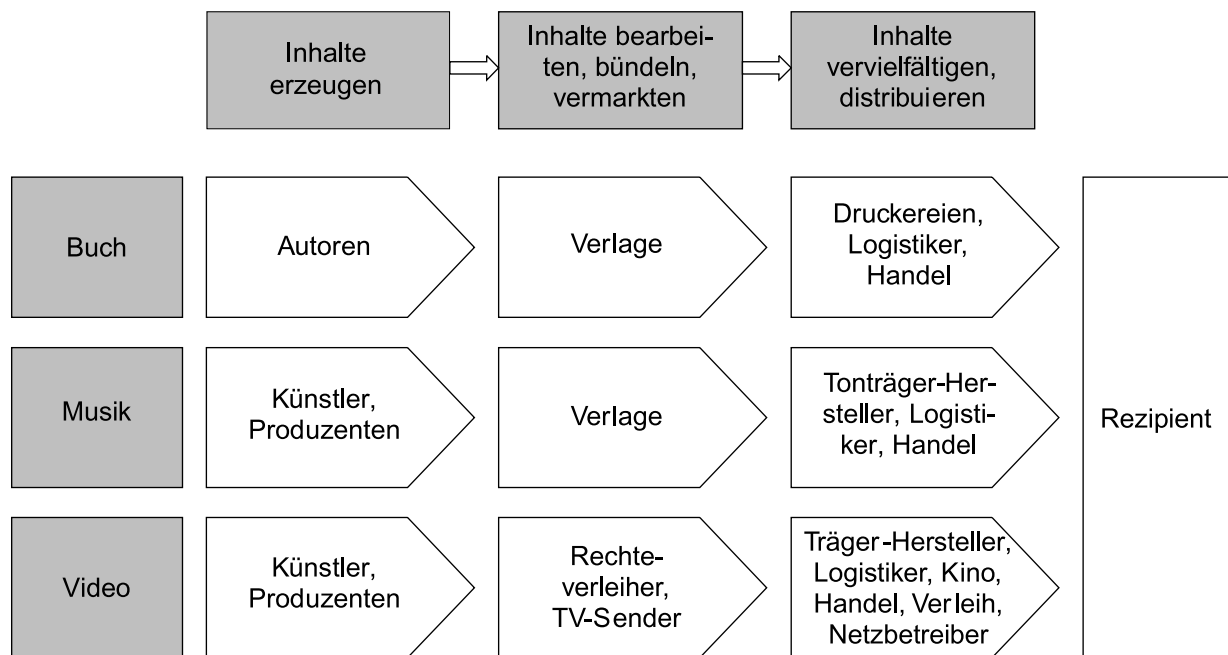 Inhalte
erzeugen
Inhalte bearbei-
ten, bündeln,
vermarkten
Inhalte
vervielfältigen,
distribuieren
Buch
Autoren
Verlage
Druckereien,
Logistiker,
Handel
Musik
Künstler,
Produzenten
Verlage
Tonträger-Her-
steller, Logisti-
ker, Handel
Rezipient
Video
Künstler,
Produzenten
Rechte-
verleiher,
TV-Sender
Träger-Hersteller,
Logistiker, Kino,
Handel, Verleih,
Netzbetreiber